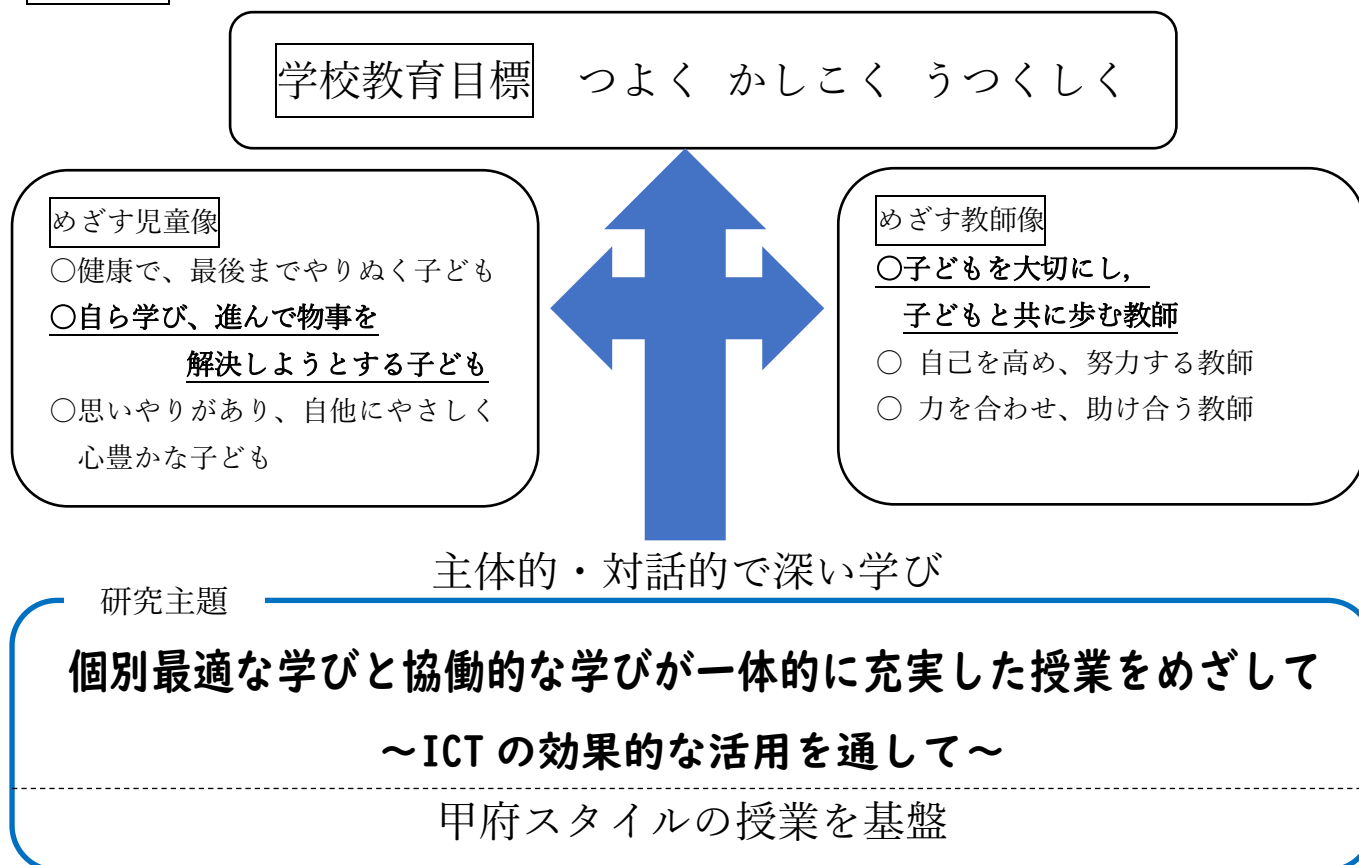 学校教育目標 つよく かしこく うつくしく
めざす児童像
○健康で、最後までやりぬく子ども
○自ら学び、進んで物事を
解決しようとする子ども
○思いやりがあり、自他にやさしく
心豊かな子ども
めざす教師像
○子どもを大切にし,
子どもと共に歩む教師
○ 自己を高め、努力する教師
○ 力を合わせ、助け合う教師
主体的・対話的で深い学び
研究主題
個別最適な学びと協働的な学びが一体的に充実した授業をめざして
～ICTの効果的な活用を通して～
甲府スタイルの授業を基盤